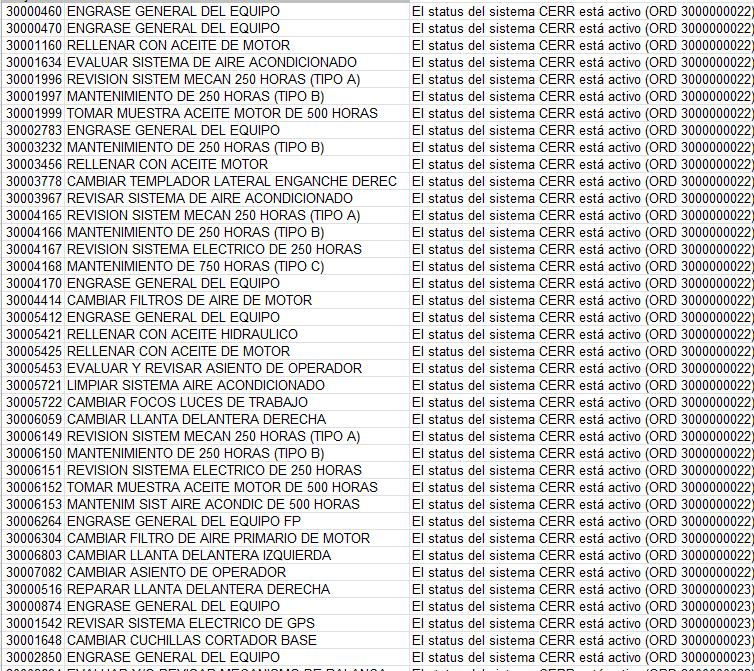 30000460 ENGRASE GENERAL DEL EQUIPO El status del sistema CERR está activo (ORD 3000000022)
30000470 ENGRASE GENERAL DEL EQUIPO El status del sistema CERR está activo (ORD 3000000022)
30001160 RELLENAR CON ACEITE DE MOTOR El status del sistema CERR está activo (ORD 3000000022)
30001634 EVALUAR SISTEMA DE AIRE ACONDICIONADO El status del sistema CERR está activo (ORD 3000000022)
30001996 REVISION SISTEM MECAN 250 HORAS (TIPO A) El status del sistema CERR está activo (ORD 3000000022)
30001997 MANTENIMIENTO DE 250 HORAS (TIPO B) El status del sistema CERR está activo (ORD 3000000022)
30001999 TOMAR MUESTRA ACEITE MOTOR DE 500 HORAS El status del sistema CERR está activo (ORD 3000000022)
30002783 ENGRASE GENERAL DEL EQUIPO El status del sistema CERR está activo (ORD 3000000022)
30003232 MANTENIMIENTO DE 250 HORAS (TIPO B) El status del sistema CERR está activo (ORD 3000000022)
30003456 RELLENAR CON ACEITE MOTOR El status del sistema CERR está activo (ORD 3000000022)
30003778 CAMBIAR TEMPLADOR LATERAL ENGANCHE DEREC El status del sistema CERR está activo (ORD 3000000022)
30003967 REVISAR SISTEMA DE AIRE ACONDICIONADO El status del sistema CERR está activo (ORD 3000000022)
30004165 REVISION SISTEM MECAN 250 HORAS (TIPO A) El status del sistema CERR está activo (ORD 3000000022)
30004166 MANTENIMIENTO DE 250 HORAS (TIPO B) El status del sistema CERR está activo (ORD 3000000022)
30004167 REVISION SISTEMA ELECTRICO DE 250 HORAS El status del sistema CERR está activo (ORD 3000000022)
30004168 MANTENIMIENTO DE 750 HORAS (TIPO C) El status del sistema CERR está activo (ORD 3000000022)
30004170 ENGRASE GENERAL DEL EQUIPO El status del sistema CERR está activo (ORD 3000000022)
30004414 CAMBIAR FILTROS DE AIRE DE MOTOR El status del sistema CERR está activo (ORD 3000000022)
30005412 ENGRASE GENERAL DEL EQUIPO El status del sistema CERR está activo (ORD 3000000022)
30005421 RELLENAR CON ACEITE HIDRAULICO El status del sistema CERR está activo (ORD 3000000022)
30005425 RELLENAR CON ACEITE DE MOTOR El status del sistema CERR está activo (ORD 3000000022)
30005453 EVALUAR Y REVISAR ASIENTO DE OPERADOR El status del sistema CERR está activo (ORD 3000000022)
30005721 LIMPIAR SISTEMA AIRE ACONDICIONADO El status del sistema CERR está activo (ORD 3000000022)
30005722 CAMBIAR FOCOS LUCES DE TRABAJO El status del sistema CERR está activo (ORD 3000000022)
30006059 CAMBIAR LLANTA DELANTERA DERECHA El status del sistema CERR está activo (ORD 3000000022)
30006149 REVISION SISTEM MECAN 250 HORAS (TIPO A) El status del sistema CERR está activo (ORD 3000000022)
30006150 MANTENIMIENTO DE 250 HORAS (TIPO B) El status del sistema CERR está activo (ORD 3000000022)
30006151 REVISION SISTEMA ELECTRICO DE 250 HORAS El status del sistema CERR está activo (ORD 3000000022)
30006152 TOMAR MUESTRA ACEITE MOTOR DE 500 HORAS El status del sistema CERR está activo (ORD 3000000022)
30006153 MANTENIM SIST AIRE ACONDIC DE 500 HORAS El status del sistema CERR está activo (ORD 3000000022)
30006264 ENGRASE GENERAL DEL EQUIPO FP El status del sistema CERR está activo (ORD 3000000022)
30006304 CAMBIAR FILTRO DE AIRE PRIMARIO DE MOTOR El status del sistema CERR está activo (ORD 3000000022)
30006803 CAMBIAR LLANTA DELANTERA IZQUIERDA El status del sistema CERR está activo (ORD 3000000022)
30007082 CAMBIAR ASIENTO DE OPERADOR El status del sistema CERR está activo (ORD 3000000022)
30000516 REPARAR LLANTA DELANTERA DERECHA El status del sistema CERR está activo (ORD 3000000023)
30000874 ENGRASE GENERAL DEL EQUIPO El status del sistema CERR está activo (ORD 3000000023)
30001542 REVISAR SISTEMA ELECTRICO DE GPS El status del sistema CERR está activo (ORD 3000000023)
30001648 CAMBIAR CUCHILLAS CORTADOR BASE El status del sistema CERR está activo (ORD 3000000023)
30002850 ENGRASE GENERAL DEL EQUIPO El status del sistema CERR está activo (ORD 3000000023)